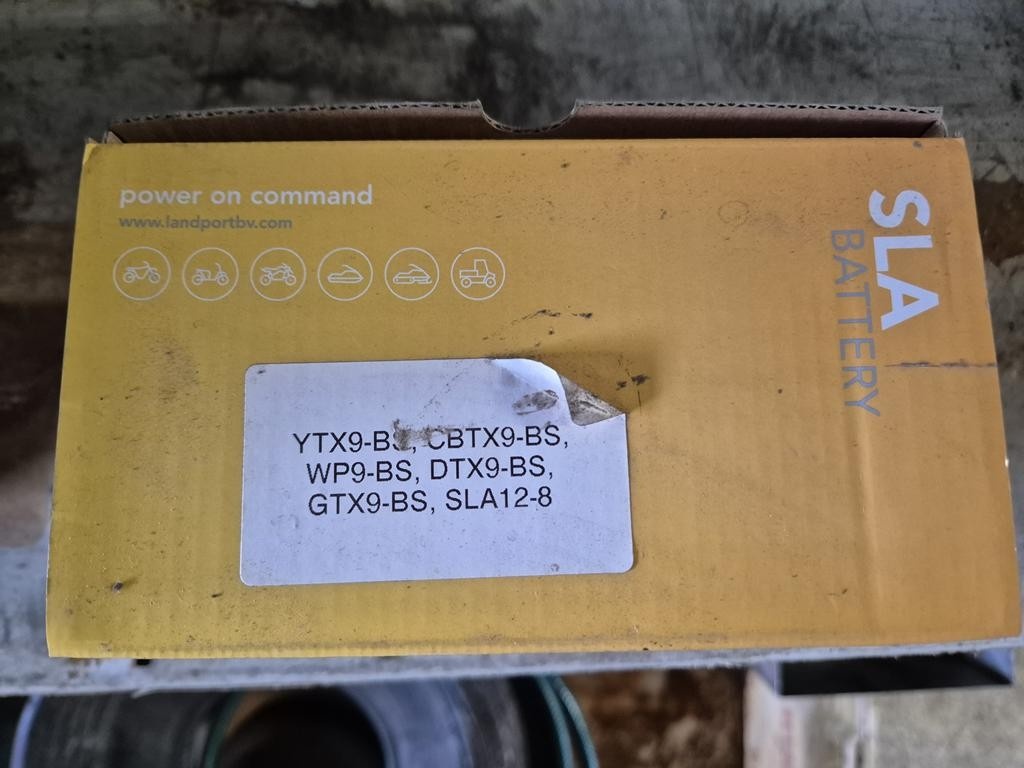 power on command
www.landportbv.com
SLA
BATTERY
YTX9-BS, CBTX9-BS,
WP9-BS, DTX9-BS,
GTX9-BS, SLA12-8